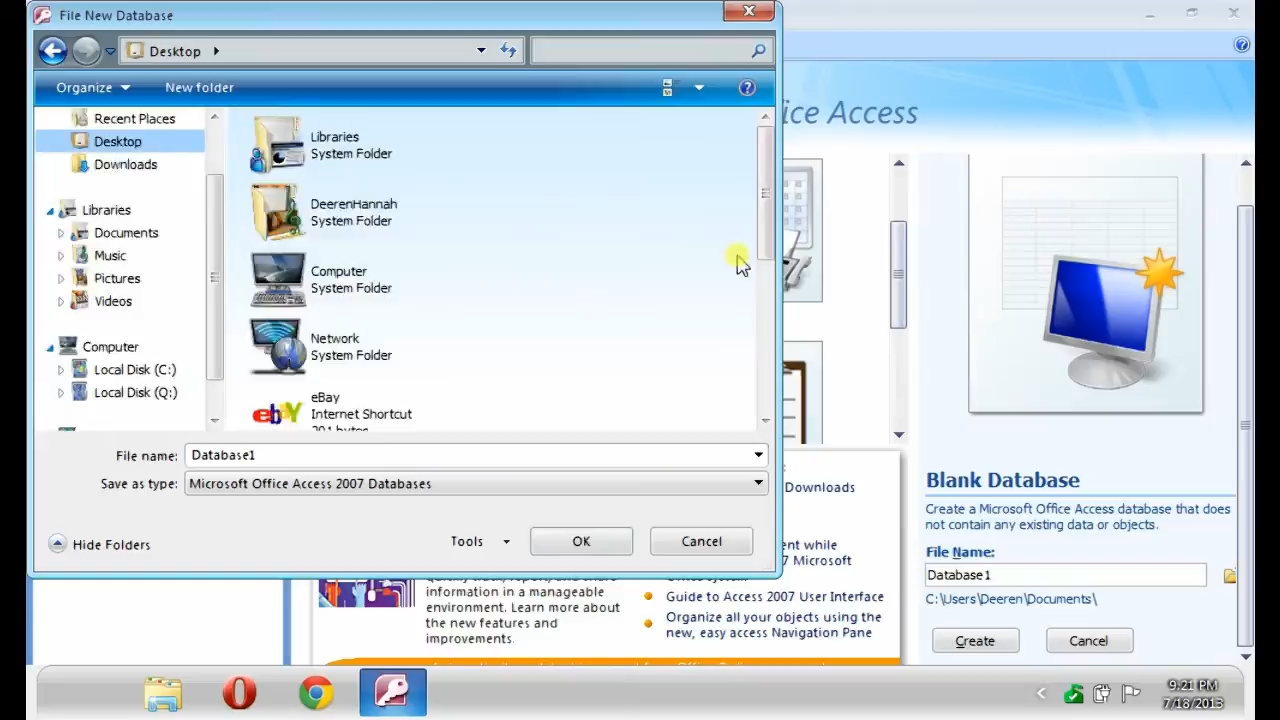 File New Database
Desktop
Organize
New folder
Recent Places
Desktop
Downloads
Libraries
Documents
Music
Pictures
Videos
Computer
Local Disk (C:)
Local Disk (Q:)
Libraries
System Folder
DeerenHannah
System Folder
Computer
System Folder
Network
System Folder
ebY
eBay
Internet Shortcut
File name:
Database1
Save as type:
Microsoft Office Access 2007 Databases
Hide Folders
Tools
OK
Cancel
ice Access
Downloads
ent while
7 Microsoft
information in a manageable
environment. Learn more about
the new features and
improvements.
Guide to Access 2007 User Interface
Organize all your objects using the
new, easy access Navigation Pane
Blank Database
Create a Microsoft Office Access database that does
not contain any existing data or objects.
File Name:
Database1
C:\Users\Deeren\Documents\
Create
Cancel
9:21 PM
7/18/2013